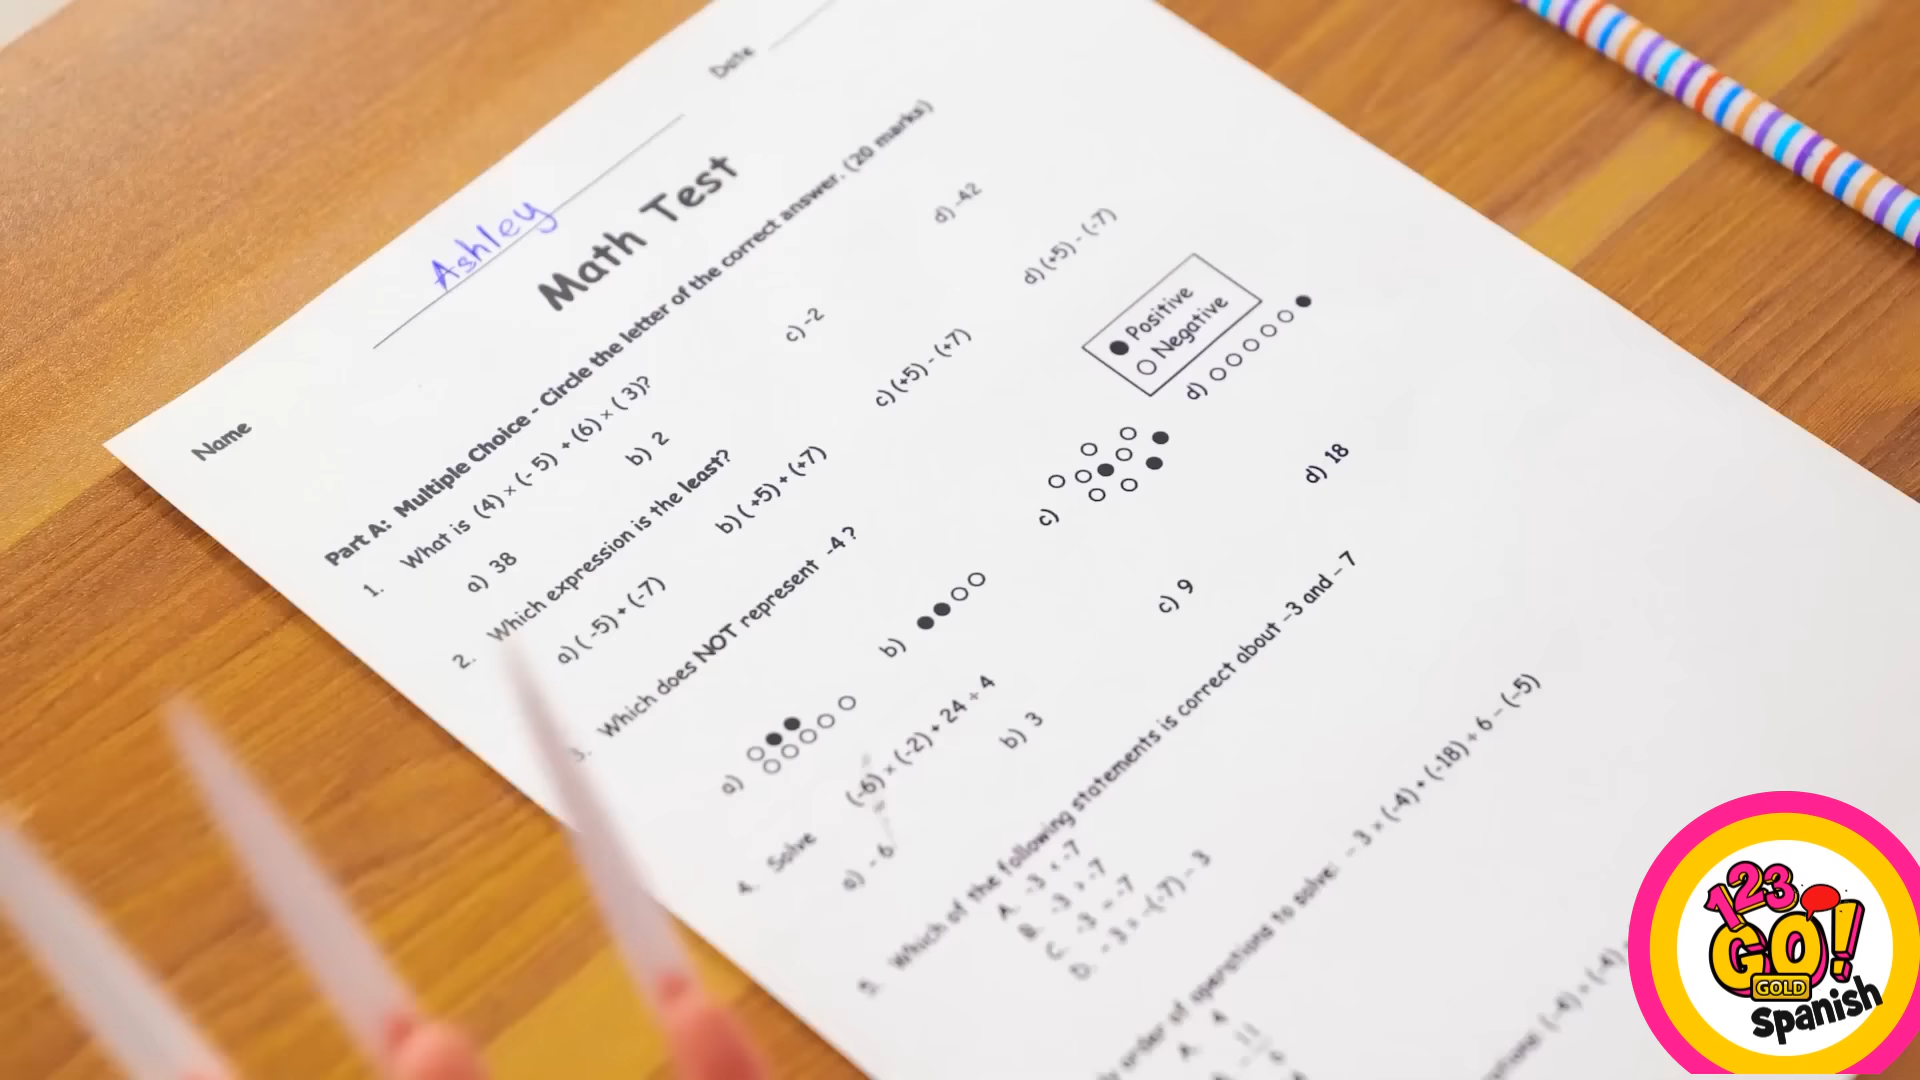 Name Ashley Date
Math Test
Part A: Multiple Choice - Circle the letter of the correct answer. (20 marks)
1. What is (4) × (- 5) + (6) × ( 3))?
a) 38 b) 2 c) -2 d) -42
2. Which expression is the least?
a) ( -5) + (-7) b) ( +5) + (+7) c) (+5) - (+7) d) (+5) - (-7)
3. Which does NOT represent -4 ?
Positive
Negative
a) b) c) d)
4. Solve (-6) × (-2) + 24 ÷ 4
a) - 6 b) 3 c) 9 d) 18
5. Which of the following statements is correct about -3 and - 7
A. -3 < -7
B. -3 > -7
C. -3 = -7
D. - 3 > -(-7) - 3
order of operations to solve: - 3 × (-4) + (-18) ÷ 6 - (-5)
A. 4
11
6
(-4) ÷ (-4)
123
GO!
GOLD
Spanish